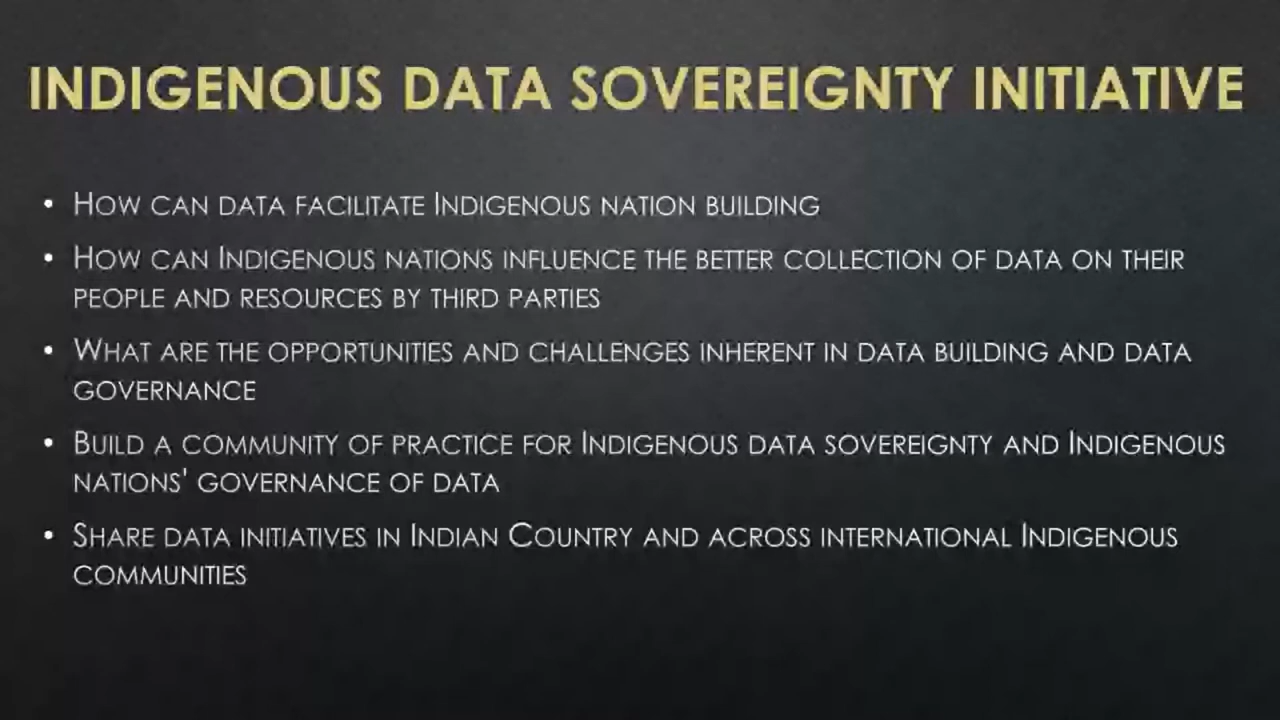 INDIGENOUS DATA SOVEREIGNTY INITIATIVE
• How can data facilitate Indigenous nation building
• How can Indigenous nations influence the better collection of data on their
people and resources by third parties
• What are the opportunities and challenges inherent in data building and data
governance
• Build a community of practice for Indigenous data sovereignty and Indigenous
nations' governance of data
• Share data initiatives in Indian Country and across international Indigenous
communities